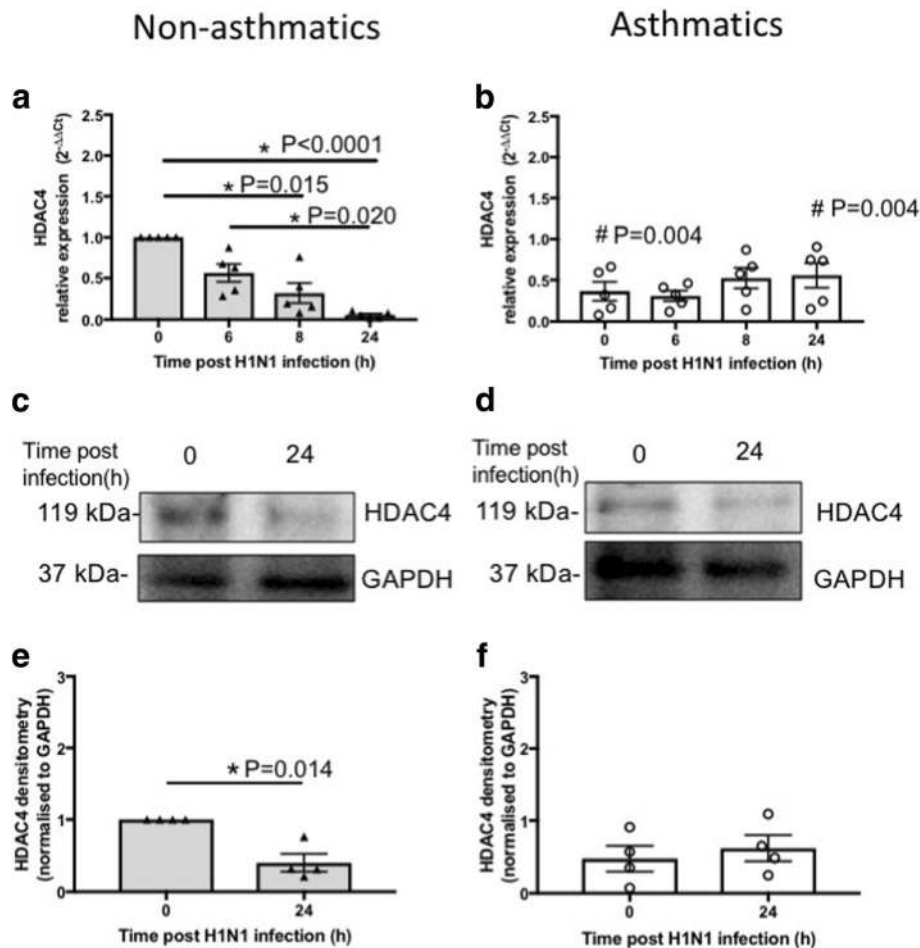 Non-asthmatics
Asthmatics
a
HDAC4
relative expression (2-ΔΔCt)
2.5
2.0
1.5
1.0
0.5
0.0
* P<0.0001
* P=0.015
* P=0.020
0 6 8 24
Time post H1N1 infection (h)
b
HDAC4
relative expression (2-ΔΔCt)
2.5
2.0
1.5
1.0
0.5
0.0
# P=0.004
# P=0.004
0 6 8 24
Time post H1N1 infection (h)
c
Time post
infection(h)
0 24
119 kDa-
HDAC4
37 kDa-
GAPDH
d
Time post
infection(h)
0 24
119 kDa-
HDAC4
37 kDa-
GAPDH
e
HDAC4 densitometry
(normalised to GAPDH)
3
2
1
0
* P=0.014
0 24
Time post H1N1 infection (h)
f
HDAC4 densitometry
(normalised to GAPDH)
3
2
1
0
0 24
Time post H1N1 infection (h)